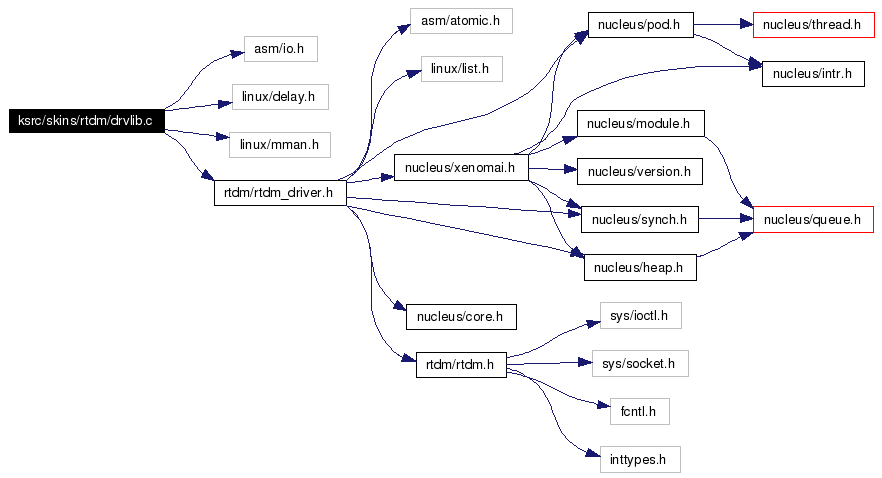 ksrc/skins/rtdm/drvlib.c
asm/io.h
linux/delay.h
linux/mman.h
rtdm/rtdm_driver.h
asm/atomic.h
linux/list.h
nucleus/xenomai.h
nucleus/core.h
rtdm/rtdm.h
nucleus/pod.h
nucleus/module.h
nucleus/version.h
nucleus/synch.h
nucleus/heap.h
sys/ioctl.h
sys/socket.h
fcntl.h
inttypes.h
nucleus/thread.h
nucleus/intr.h
nucleus/queue.h